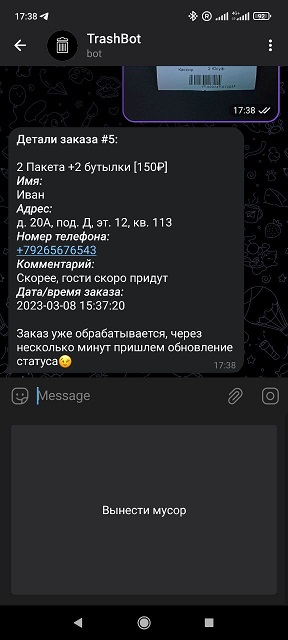 17:38
92
TrashBot
bot
17:38
Детали заказа #5:
2 Пакета +2 бутылки [150₽]
Имя:
Иван
Адрес:
д. 20А, под. Д, эт. 12, кв. 113
Номер телефона:
+79265676543
Комментарий:
Скорее, гости скоро придут
Дата/время заказа:
2023-03-08 15:37:20
Заказ уже обрабатывается, через
несколько минут пришлем обновление
статуса😉
17:38
Message
Вынести мусор